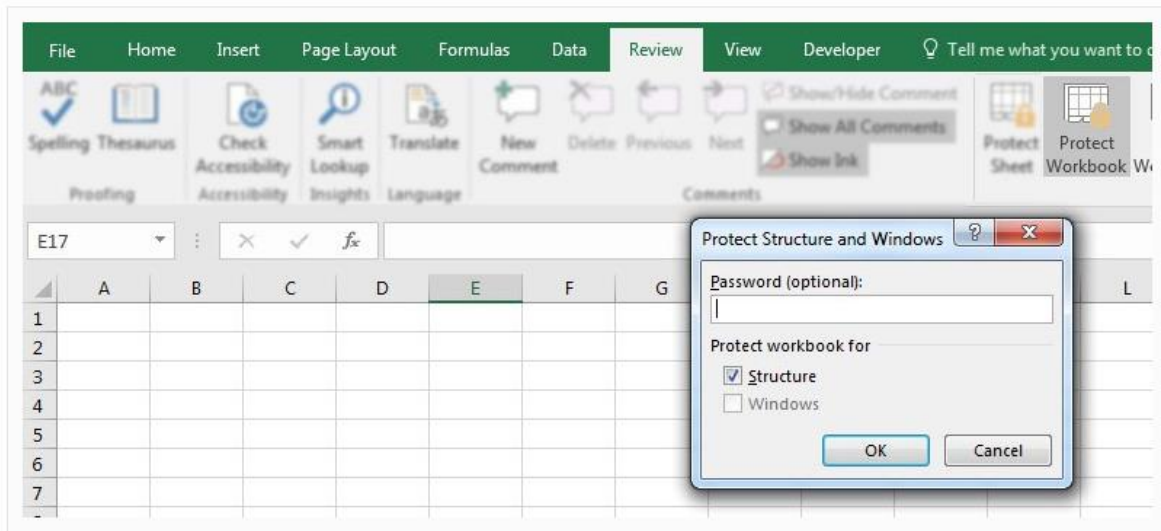 File Home Insert Page Layout Formulas Data Review View Developer Tell me what you want to
ABC
Spelling Thesaurus Check Accessibility Smart Lookup Translate New Comment Delete Previous Next Show/Hide Comment
Show All Comments
Show Ink
Protect Sheet Protect Workbook
Proofing Accessibility Insights Language Comments
E17 fx
Protect Structure and Windows ? X
A B C D E F G L
Password (optional):
Protect workbook for
Structure
Windows
OK Cancel
1
2
3
4
5
6
7